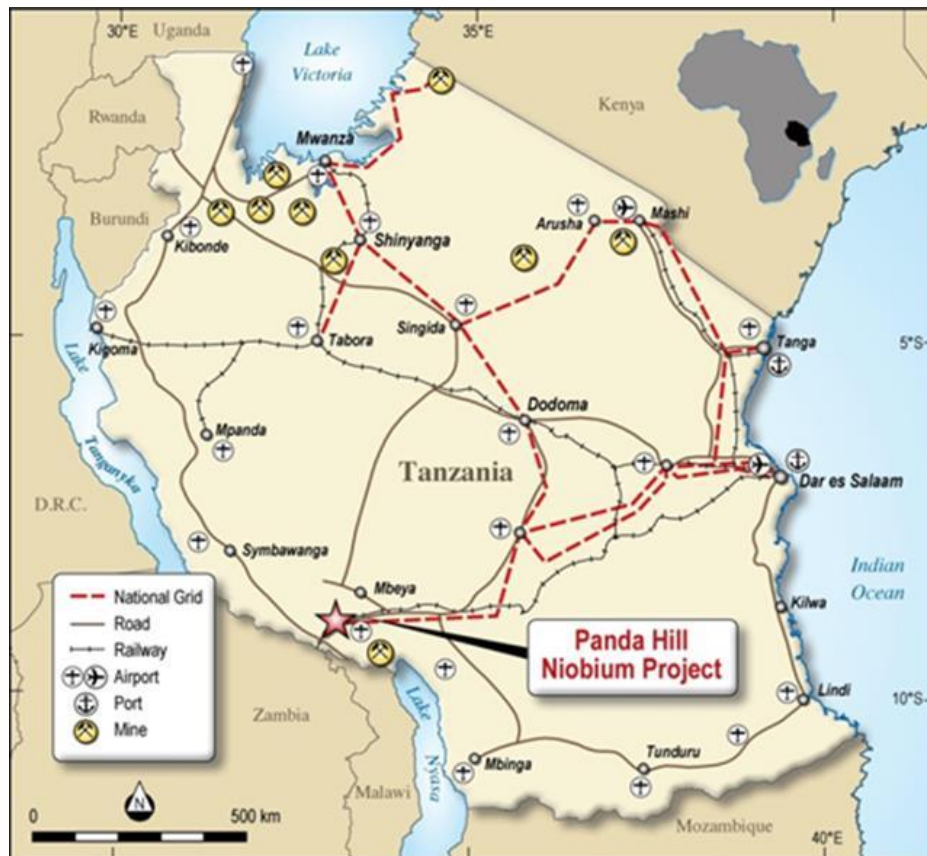 30°E
Uganda
35°E
Lake
Victoria
Kenya
Rwanda
Mwanza
Burundi
Kibonde
Shinyanga
Arusha
Mashi
Kigoma
Tabora
Singida
Tanga
5°S
Lake
Tanganyika
Mpanda
Dodoma
Tanzania
Dar es Salaam
D.R.C.
Symbawanga
Mbeya
Indian
Ocean
Kilwa
National Grid
Road
Railway
Airport
Port
Mine
Panda Hill
Niobium Project
Zambia
Lake
Nyasa
Lindi
10°S
Mbinga
Tunduru
Malawi
N
0
500 km
Mozambique
40°E